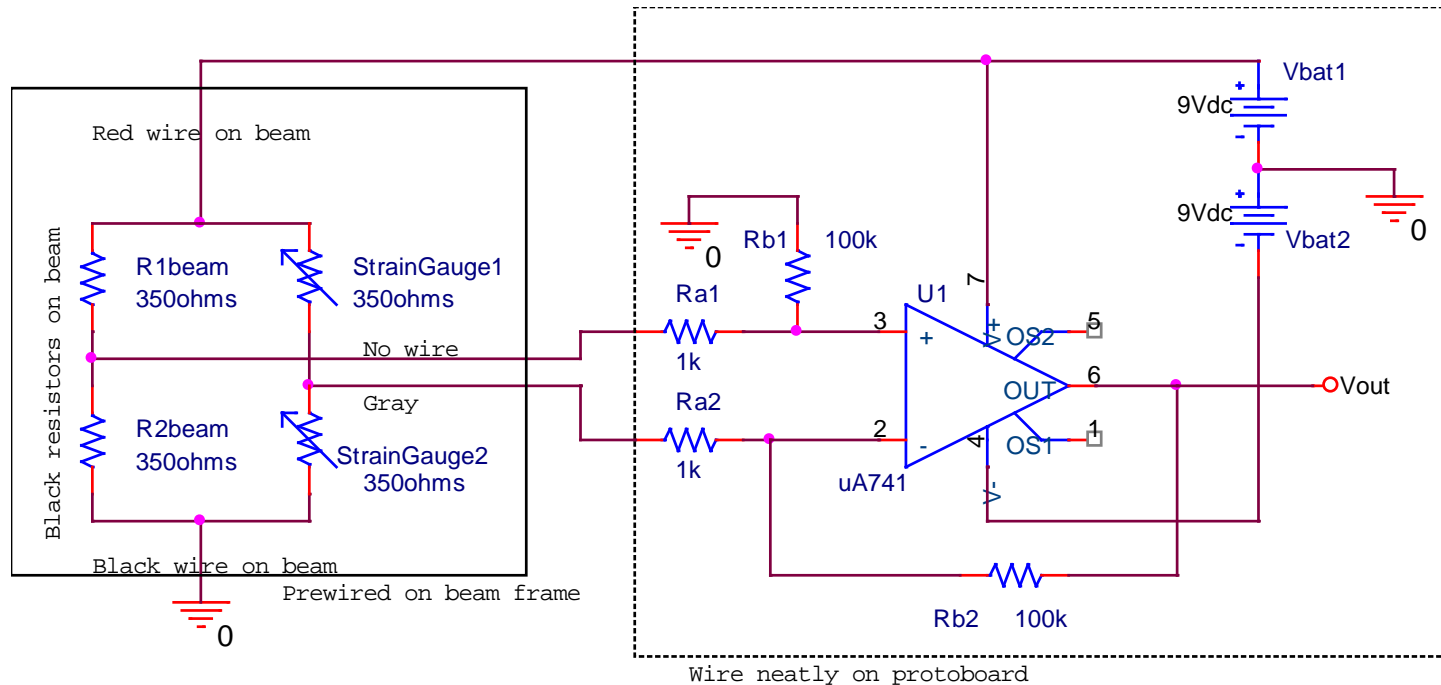 Vbat1
9Vdc
Red wire on beam
0
9Vdc
Vbat2
Rb1 100k
0
R1beam
350ohms
StrainGauge1
350ohms
Black resistors on beam
Ra1
1k
No wire
Gray
Ra2
1k
U1
7
V+
3
+
OS2
5
OUT
6
Vout
2
-
OS1
1
4
V-
uA741
R2beam
350ohms
StrainGauge2
350ohms
Black wire on beam
Prewired on beam frame
0
Rb2 100k
Wire neatly on protoboard